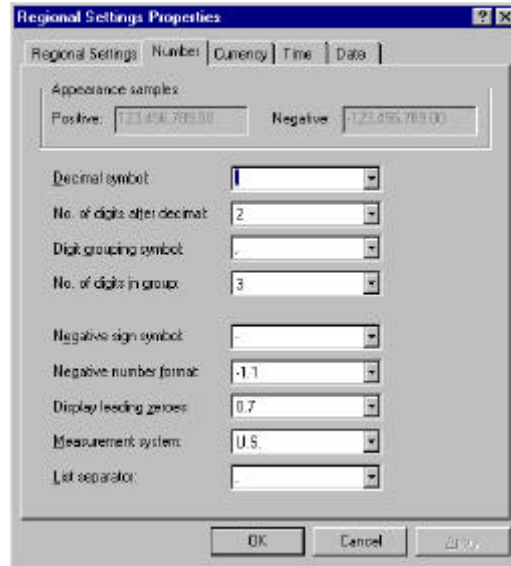 Regional Settings Properties
Regional Settings Number Currency Time Date
Appearance samples
Positive: 123,456,789.00 Negative: -123,456,789.00
Decimal symbol:
No. of digits after decimal: 2
Digit grouping symbol: ,
No. of digits in group: 3
Negative sign symbol: -
Negative number format: -1.1
Display leading zeroes: 0.7
Measurement system: U.S.
List separator: ,
OK Cancel Apply